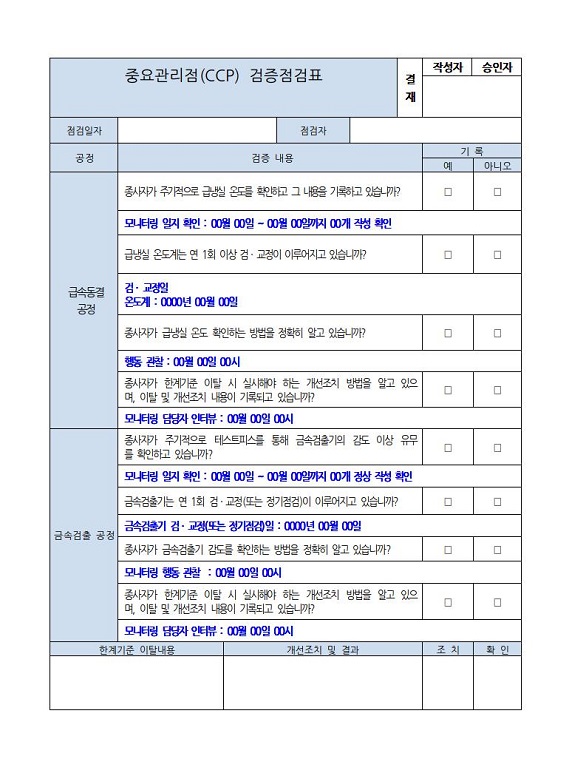 중요관리점(CCP) 검증점검표
결
재
작성자 승인자
점검일자 점검자
공정 검증 내용 기 록
예 아니오
급속동결
공정
종사자가 주기적으로 급냉실 온도를 확인하고 그 내용을 기록하고 있습니까? □ □
모니터링 일지 확인 : 00월 00일 ~ 00월 00일까지 00개 작성 확인
급냉실 온도계는 연 1회 이상 검·교정이 이루어지고 있습니까? □ □
검· 교정일
온도계 : 0000년 00월 00일
종사자가 급냉실 온도 확인하는 방법을 정확히 알고 있습니까? □ □
행동 관찰 : 00월 00일 00시
종사자가 한계기준 이탈 시 실시해야 하는 개선조치 방법을 알고 있으
며, 이탈 및 개선조치 내용이 기록되고 있습니까? □ □
모니터링 담당자 인터뷰 : 00월 00일 00시
금속검출 공정
종사자가 주기적으로 테스트피스를 통해 금속검출기의 감도 이상 유무
를 확인하고 있습니까? □ □
모니터링 일지 확인 : 00월 00일 ~ 00월 00일까지 00개 정상 작성 확인
금속검출기는 연 1회 검·교정(또는 정기점검)이 이루어지고 있습니까? □ □
금속검출기 검·교정(또는 정기점검)일 : 0000년 00월 00일
종사자가 금속검출기 감도를 확인하는 방법을 정확히 알고 있습니까? □ □
모니터링 행동 관찰 : 00월 00일 00시
종사자가 한계기준 이탈 시 실시해야 하는 개선조치 방법을 알고 있으
며, 이탈 및 개선조치 내용이 기록되고 있습니까? □ □
모니터링 담당자 인터뷰 : 00월 00일 00시
한계기준 이탈내용 개선조치 및 결과 조 치 확 인